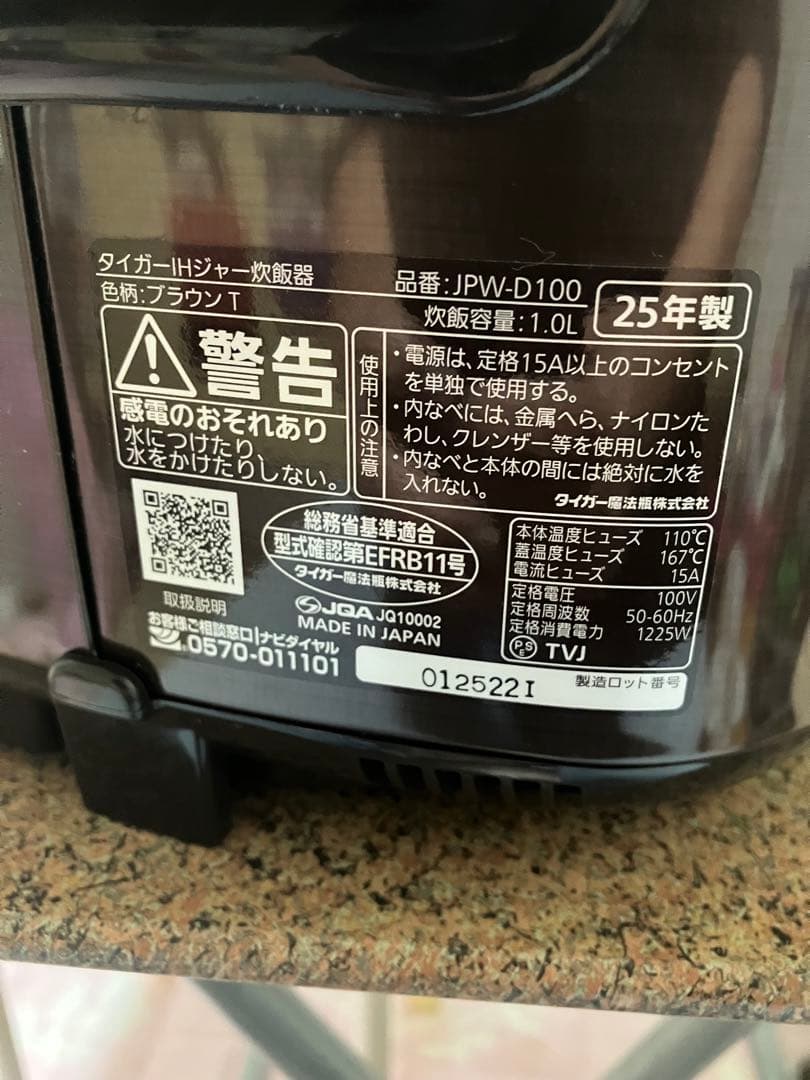 タイガーIHジャー炊飯器
品番:JPW-D100
色柄:ブラウン T
炊飯容量:1.0L
25年製
警告
感電のおそれあり
水につけたり、
水をかけたりしない。
使用上の注意
・電源は、定格15A以上のコンセント
を単独で使用する。
・内なべには、金属へら、ナイロンた
わし、クレンザー等を使用しない。
・内なべと本体の間には絶対に水を
入れない。
タイガー魔法瓶株式会社
取扱説明
総務省基準適合
型式確認第EFRB11号
タイガー魔法瓶株式会社
JQA JQ10002
MADE IN JAPAN
お客様ご相談窓口 ナビダイヤル
0570-011101
本体温度ヒューズ 110℃
蓋温度ヒューズ 167℃
電流ヒューズ 15A
定格電圧 100V
定格周波数 50-60Hz
定格消費電力 1225W
PSE TVJ
012522I 製造ロット番号